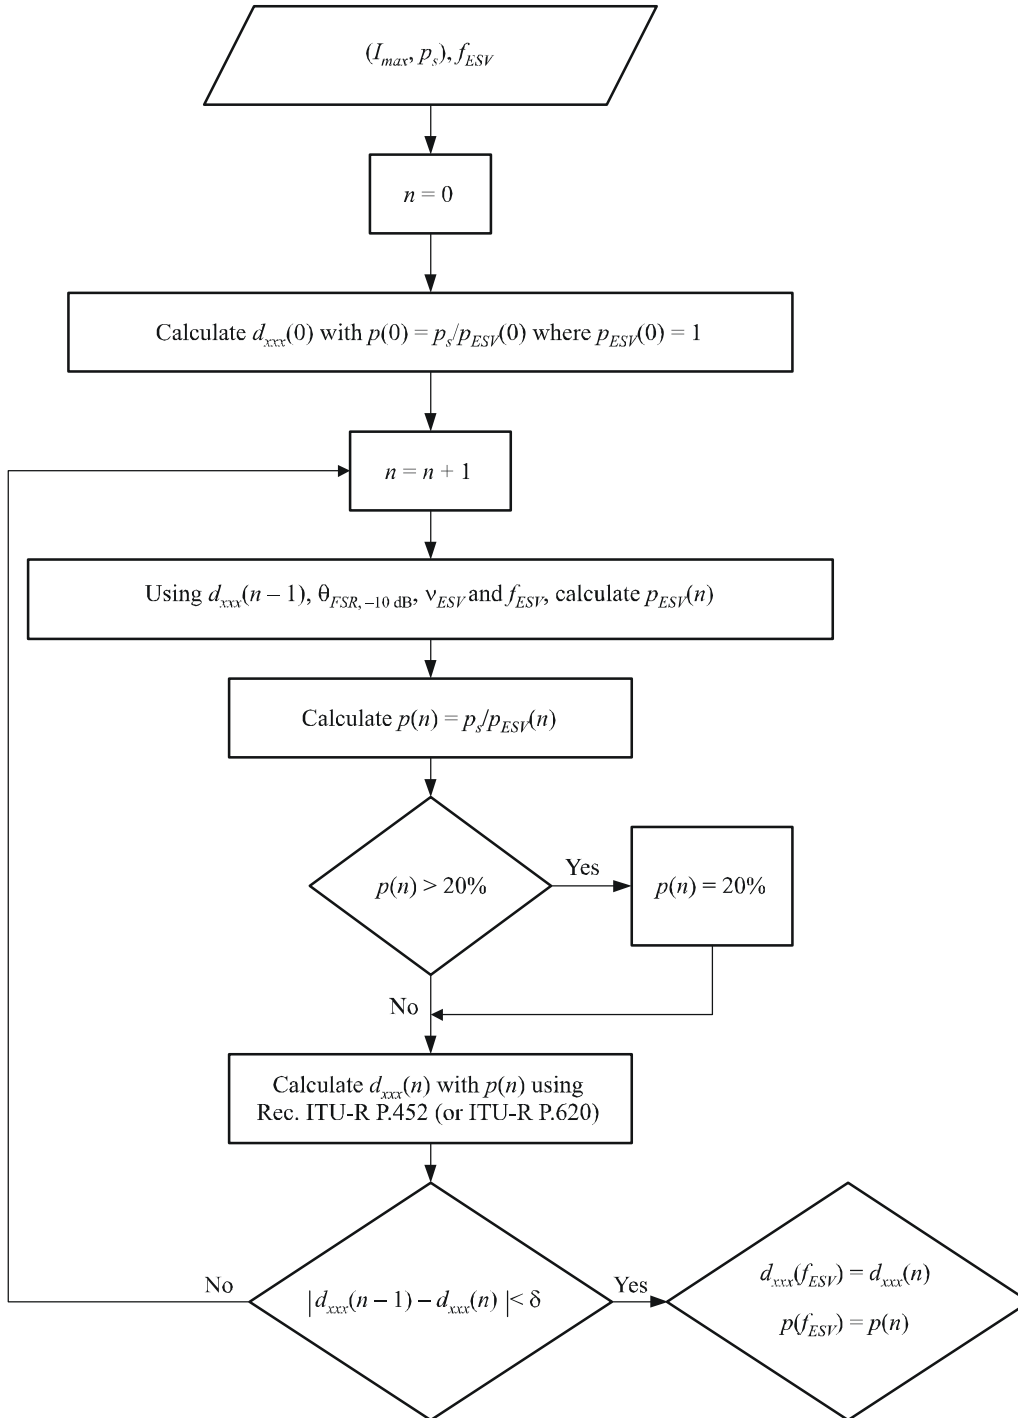 (I_max, p_s), f_ESV
n = 0
Calculate d_xxx(0) with p(0) = p_s/p_ESV(0) where p_ESV(0) = 1
n = n + 1
Using d_xxx(n – 1), θ_FSR, –10 dB, ν_ESV and f_ESV, calculate p_ESV(n)
Calculate p(n) = p_s/p_ESV(n)
p(n) > 20%
Yes
p(n) = 20%
No
Calculate d_xxx(n) with p(n) using
Rec. ITU-R P.452 (or ITU-R P.620)
No
|d_xxx(n – 1) – d_xxx(n) |< δ
Yes
d_xxx(f_ESV) = d_xxx(n)
p(f_ESV) = p(n)